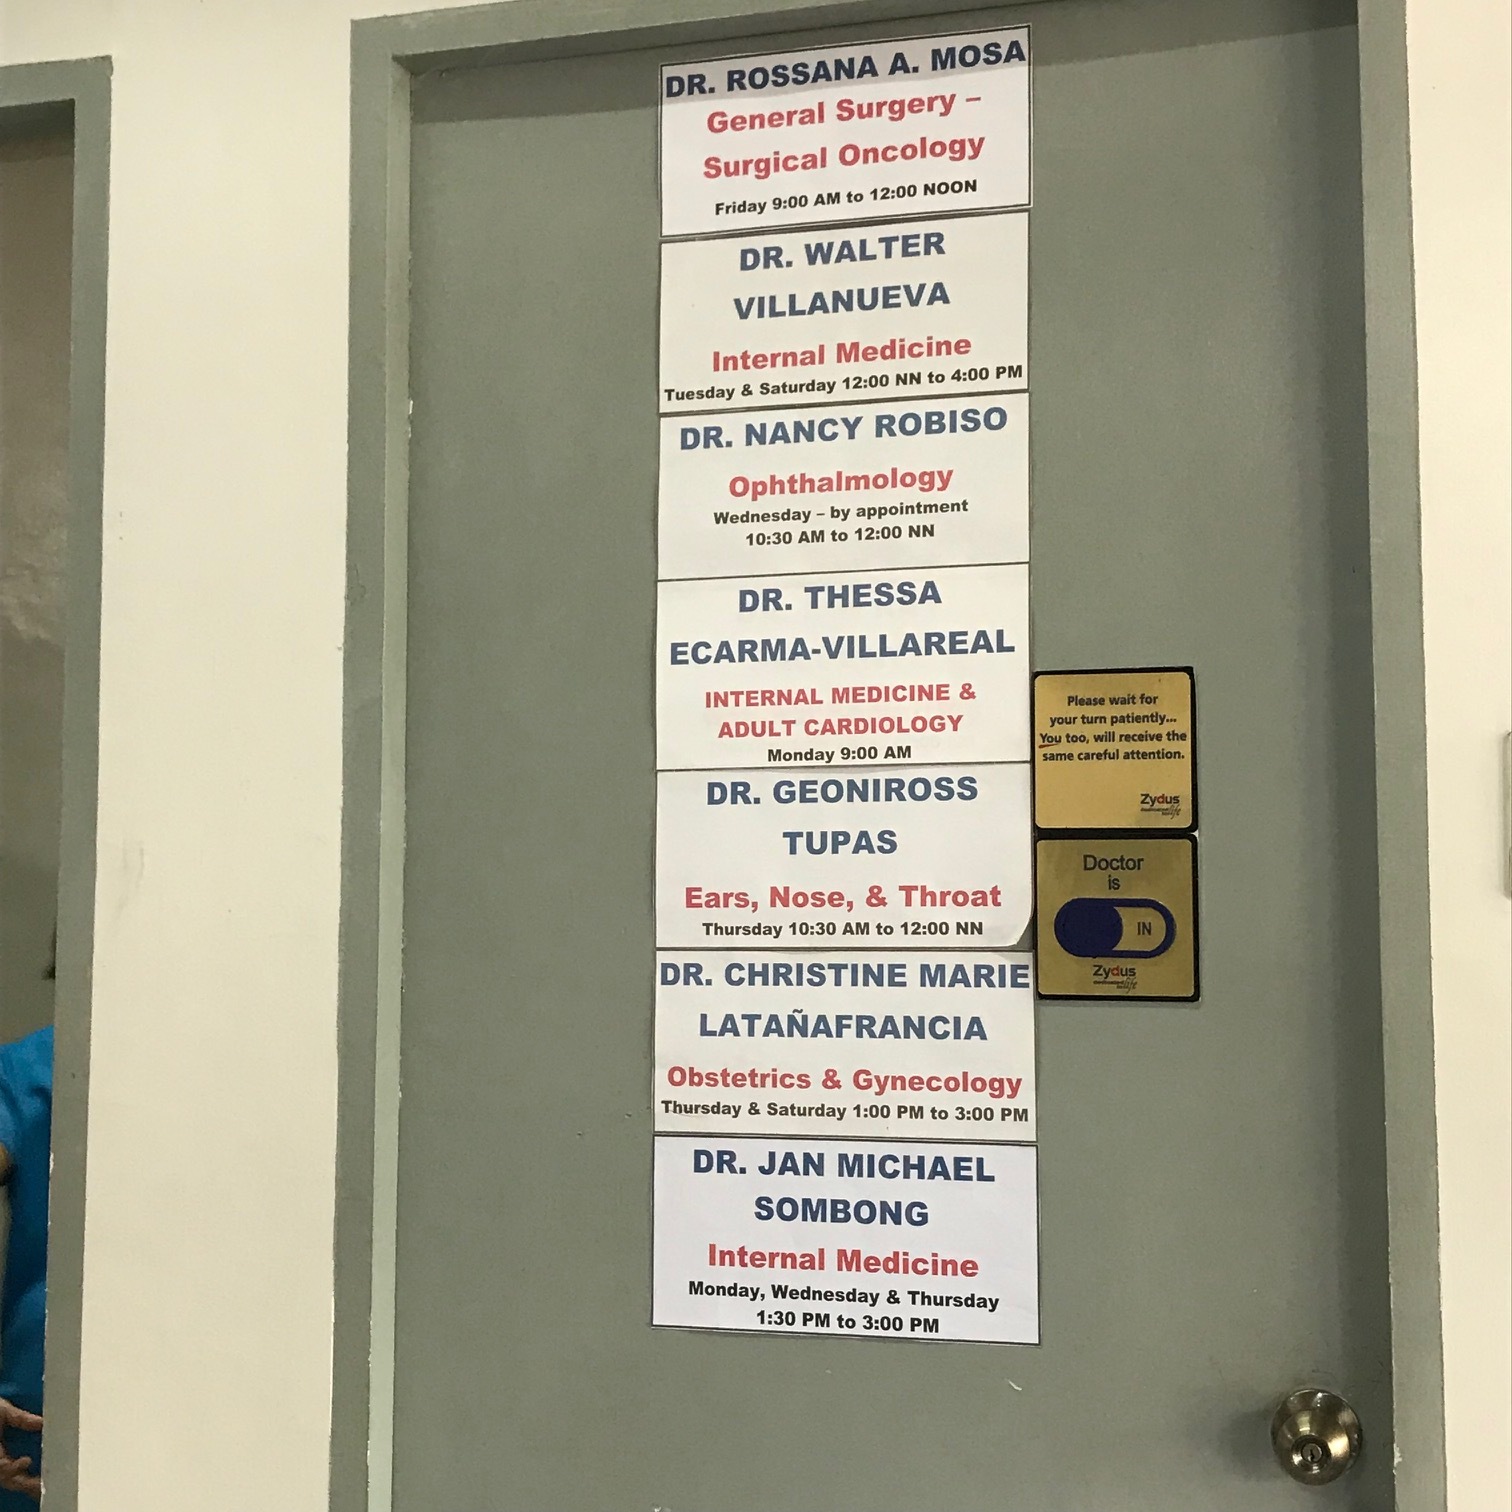 DR. ROSSANA A. MOSA
General Surgery –
Surgical Oncology
Friday 9:00 AM to 12:00 NOON
DR. WALTER
VILLANUEVA
Internal Medicine
Tuesday & Saturday 12:00 NN to 4:00 PM
DR. NANCY ROBISO
Ophthalmology
Wednesday – by appointment
10:30 AM to 12:00 NN
DR. THESSA
ECARMA-VILLAREAL
INTERNAL MEDICINE &
ADULT CARDIOLOGY
Monday 9:00 AM
DR. GEONIROSS
TUPAS
Ears, Nose, & Throat
Thursday 10:30 AM to 12:00 NN
DR. CHRISTINE MARIE
LATAÑAFRANCIA
Obstetrics & Gynecology
Thursday & Saturday 1:00 PM to 3:00 PM
DR. JAN MICHAEL
SOMBONG
Internal Medicine
Monday, Wednesday & Thursday
1:30 PM to 3:00 PM
Please wait for
your turn patiently...
You too, will receive the
same careful attention.
Zydus
life
Doctor
is
IN
Zydus
life